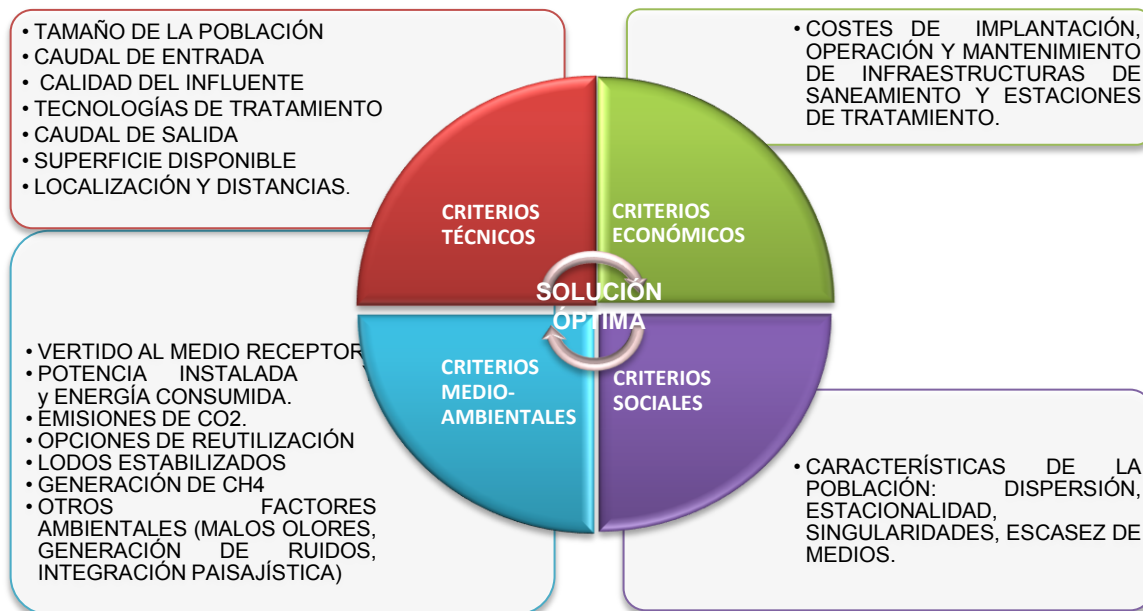 • TAMAÑO DE LA POBLACIÓN
• CAUDAL DE ENTRADA
• CALIDAD DEL INFLUENTE
• TECNOLOGÍAS DE TRATAMIENTO
• CAUDAL DE SALIDA
• SUPERFICIE DISPONIBLE
• LOCALIZACIÓN Y DISTANCIAS.
• COSTES DE IMPLANTACIÓN,
OPERACIÓN Y MANTENIMIENTO
DE INFRAESTRUCTURAS DE
SANEAMIENTO Y ESTACIONES
DE TRATAMIENTO.
CRITERIOS
TÉCNICOS
CRITERIOS
ECONÓMICOS
SOLUCIÓN
ÓPTIMA
CRITERIOS
MEDIO-
AMBIENTALES
CRITERIOS
SOCIALES
• VERTIDO AL MEDIO RECEPTOR
• POTENCIA INSTALADA
y ENERGÍA CONSUMIDA.
• EMISIONES DE CO2.
• OPCIONES DE REUTILIZACIÓN
• LODOS ESTABILIZADOS
• GENERACIÓN DE CH4
• OTROS FACTORES
AMBIENTALES (MALOS OLORES,
GENERACIÓN DE RUIDOS,
INTEGRACIÓN PAISAJÍSTICA)
• CARACTERÍSTICAS DE LA
POBLACIÓN: DISPERSIÓN,
ESTACIONALIDAD,
SINGULARIDADES, ESCASEZ DE
MEDIOS.